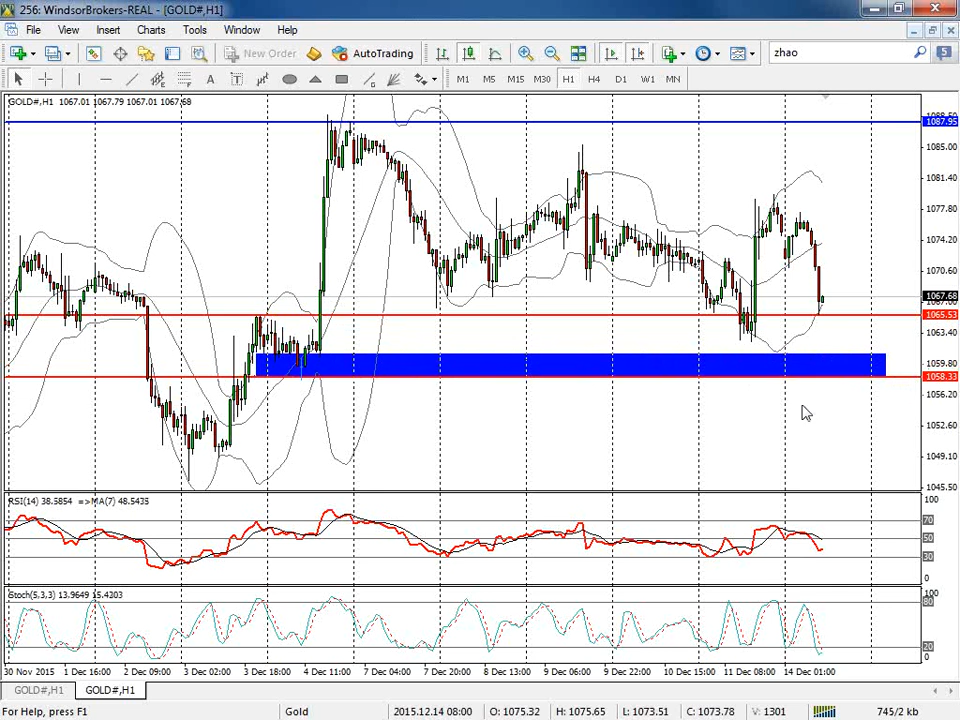 256: WindsorBrokers-REAL - [GOLD#,H1]
File View Insert Charts Tools Window Help
New Order AutoTrading zhao 5
A T M1 M5 M15 M30 H1 H4 D1 W1 MN
GOLD#,H1 1067.01 1067.79 1067.01 1067.68
1087.95
1085.00
1081.40
1077.80
1074.20
1070.60
1067.68
1065.53
1063.40
1059.80
1058.33
1056.20
1052.60
1049.10
1045.50
RSI(14) 38.5854 =>MA(7) 48.5435
100
70
50
30
0
Stoch(5,3,3) 13.9649 15.4303
100
80
20
0
30 Nov 2015 1 Dec 16:00 2 Dec 09:00 3 Dec 02:00 3 Dec 18:00 4 Dec 11:00 7 Dec 04:00 7 Dec 20:00 8 Dec 13:00 9 Dec 06:00 9 Dec 22:00 10 Dec 15:00 11 Dec 08:00 14 Dec 01:00
GOLD#,H1 GOLD#,H1
For Help, press F1 Gold 2015.12.14 08:00 O: 1075.32 H: 1075.65 L: 1073.51 C: 1073.78 V: 1301 745/2 kb